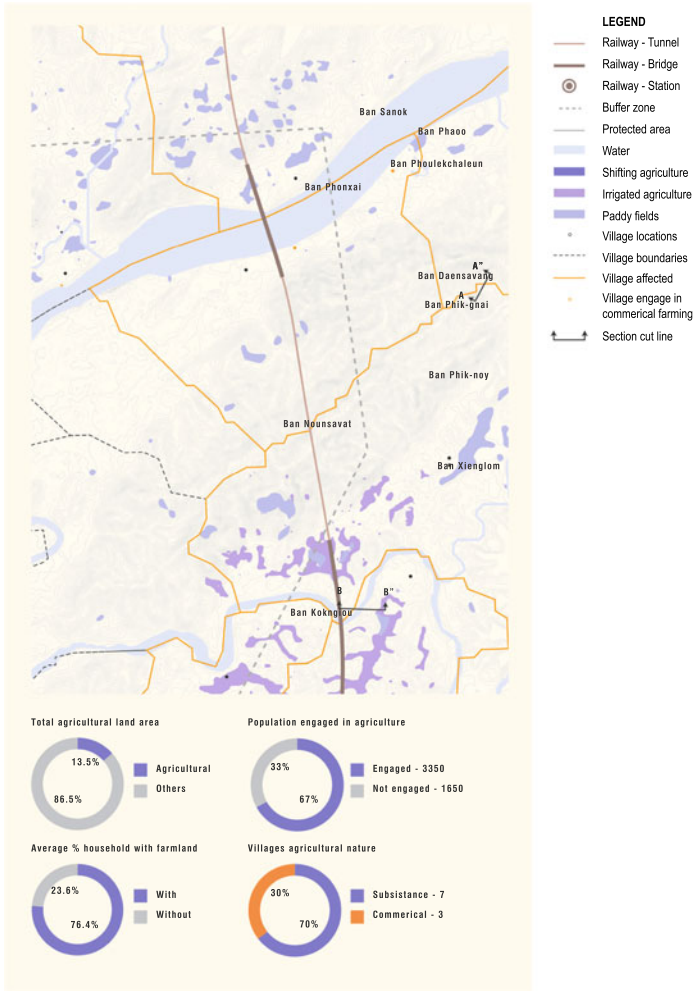 LEGEND
Railway - Tunnel
Railway - Bridge
Railway - Station
Buffer zone
Protected area
Water
Shifting agriculture
Irrigated agriculture
Paddy fields
Village locations
Village boundaries
Village affected
Village engage in
commerical farming
Section cut line
Ban Sanok
Ban Phaoo
Ban Phoulekchaleun
Ban Phonxai
A"
Ban Daensavang
A
Ban Phik-gnai
Ban Phik-noy
Ban Nounsavat
Ban Xienglom
B
B"
Ban Kokngiou
Total agricultural land area
13.5%
86.5%
Agricultural
Others
Population engaged in agriculture
33%
67%
Engaged - 3350
Not engaged - 1650
Average % household with farmland
23.6%
76.4%
With
Without
Villages agricultural nature
30%
70%
Subsistance - 7
Commerical - 3